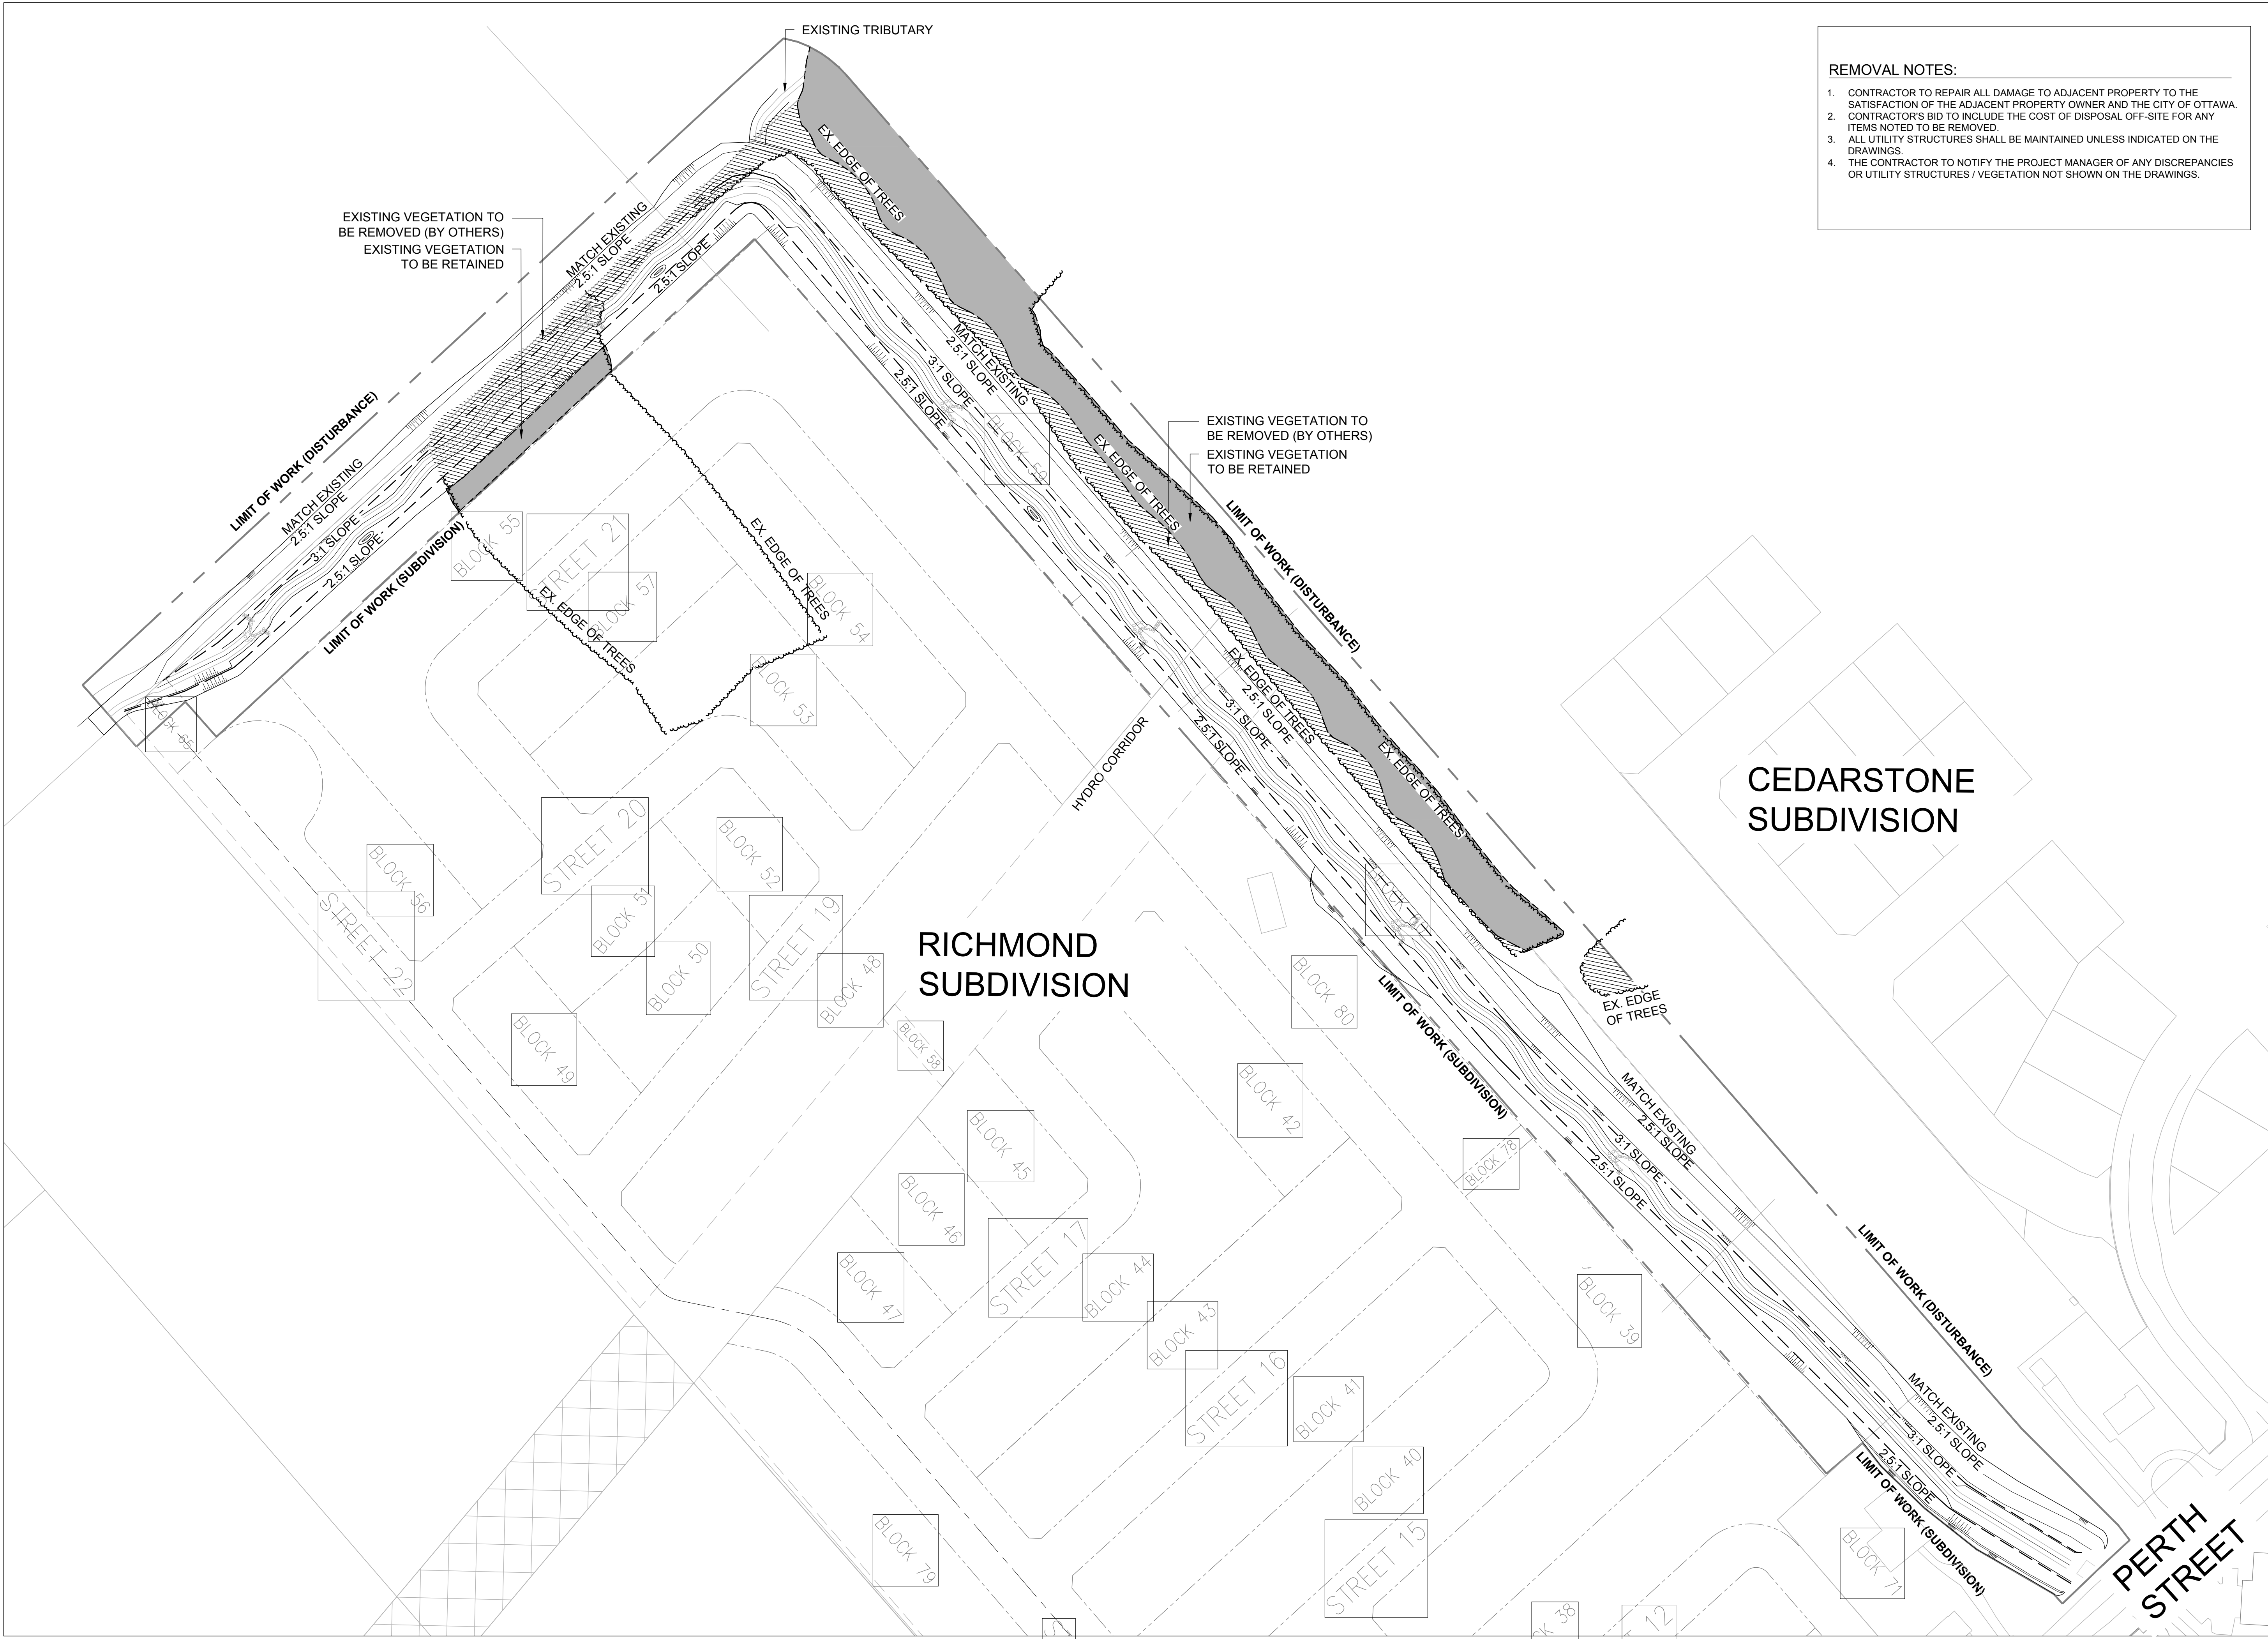 EXISTING TRIBUTARY
REMOVAL NOTES:
1. CONTRACTOR TO REPAIR ALL DAMAGE TO ADJACENT PROPERTY TO THE
SATISFACTION OF THE ADJACENT PROPERTY OWNER AND THE CITY OF OTTAWA.
2. CONTRACTOR'S BID TO INCLUDE THE COST OF DISPOSAL OFF-SITE FOR ANY
ITEMS NOTED TO BE REMOVED.
3. ALL UTILITY STRUCTURES SHALL BE MAINTAINED UNLESS INDICATED ON THE
DRAWINGS.
4. THE CONTRACTOR TO NOTIFY THE PROJECT MANAGER OF ANY DISCREPANCIES
OR UTILITY STRUCTURES / VEGETATION NOT SHOWN ON THE DRAWINGS.
EX. EDGE OF TREES
EXISTING VEGETATION TO
BE REMOVED (BY OTHERS)
EXISTING VEGETATION
TO BE RETAINED
MATCH EXISTING
2.5:1 SLOPE
2.5:1 SLOPE
MATCH EXISTING
2.5:1 SLOPE
3:1 SLOPE
2.5:1 SLOPE
LIMIT OF WORK (DISTURBANCE)
MATCH EXISTING
2.5:1 SLOPE
3:1 SLOPE
2.5:1 SLOPE
LIMIT OF WORK (SUBDIVISION)
EXISTING VEGETATION TO
BE REMOVED (BY OTHERS)
EXISTING VEGETATION
TO BE RETAINED
EX. EDGE OF TREES
LIMIT OF WORK (DISTURBANCE)
BLOCK 55
STREET 21
BLOCK 57
EX. EDGE OF TREES
EX. EDGE OF TREES
BLOCK 54
BLOCK 53
BLOCK 65
EX. EDGE OF TREES
2.5:1 SLOPE
3:1 SLOPE
2.5:1 SLOPE
HYDRO CORRIDOR
EX. EDGE OF TREES
CEDARSTONE
SUBDIVISION
STREET 20
BLOCK 52
BLOCK 56
STREET 22
BLOCK 51
BLOCK 50
STREET 19
BLOCK 48
BLOCK 49
BLOCK 58
RICHMOND
SUBDIVISION
BLOCK 80
LIMIT OF WORK (SUBDIVISION)
EX. EDGE
OF TREES
BLOCK 42
BLOCK 78
MATCH EXISTING
2.5:1 SLOPE
3:1 SLOPE
2.5:1 SLOPE
BLOCK 45
BLOCK 46
BLOCK 47
STREET 17
BLOCK 44
BLOCK 43
STREET 16
BLOCK 41
BLOCK 40
BLOCK 39
LIMIT OF WORK (DISTURBANCE)
MATCH EXISTING
2.5:1 SLOPE
3:1 SLOPE
2.5:1 SLOPE
LIMIT OF WORK (SUBDIVISION)
BLOCK 79
STREET 15
BLOCK 71
PERTH
STREET
38
12